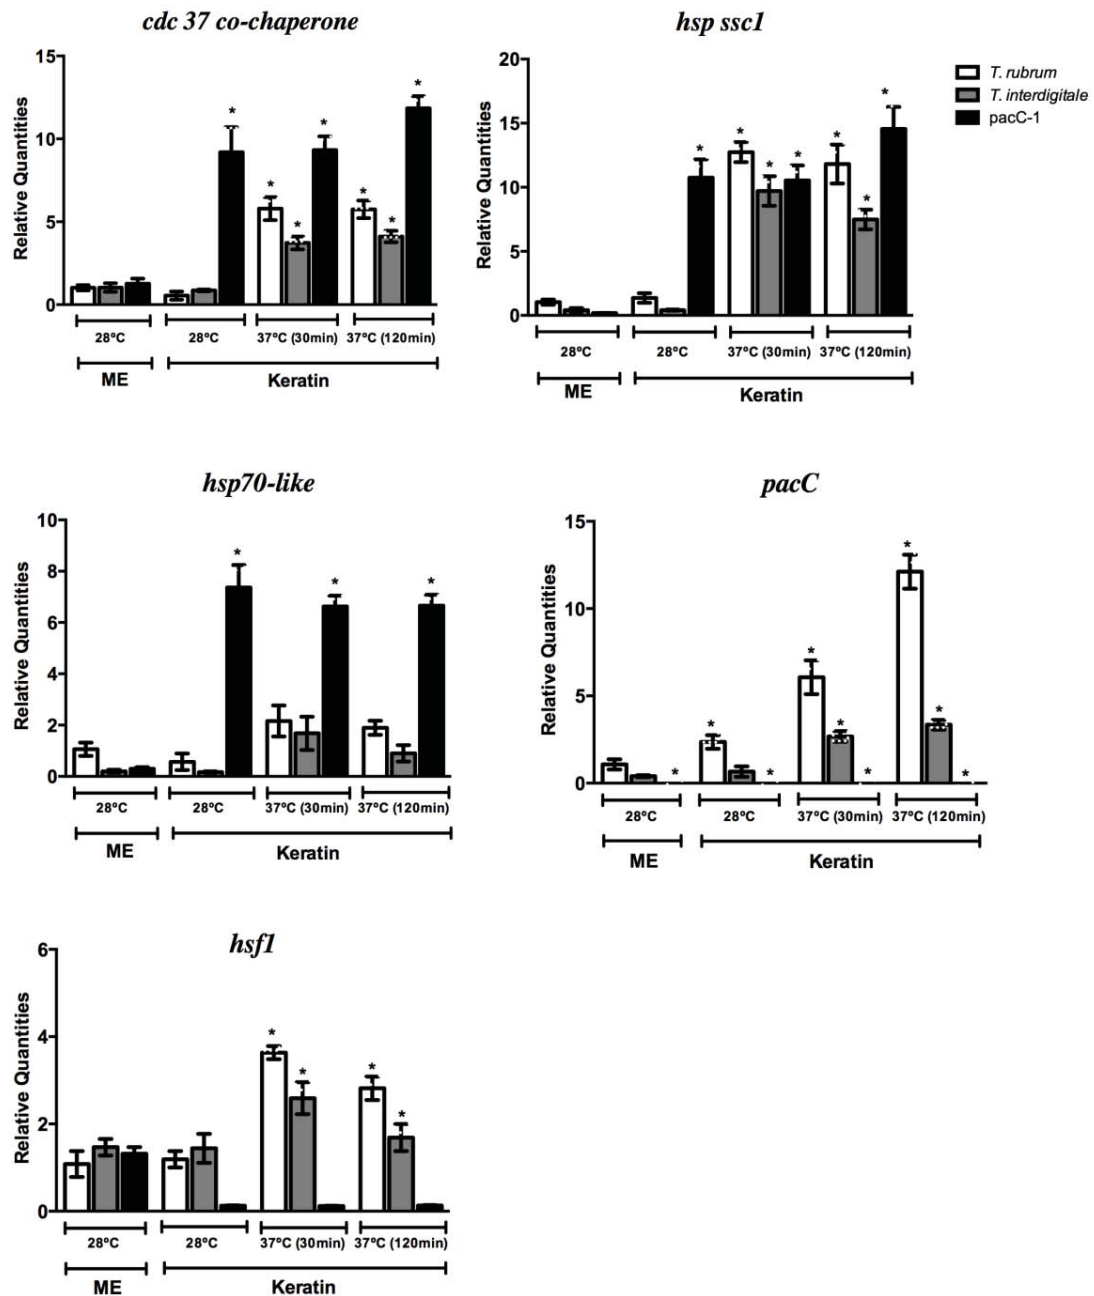 cdc 37 co-chaperone
hsp ssc1
T. rubrum
T. interdigitale
pacC-1
Relative Quantities
15
10
5
0
*
*
*
*
*
*
*
28ºC
28ºC
37ºC (30min)
37ºC (120min)
ME
Keratin
Relative Quantities
20
15
10
5
0
*
*
*
*
*
*
*
28ºC
28ºC
37ºC (30min)
37ºC (120min)
ME
Keratin
hsp70-like
Relative Quantities
10
8
6
4
2
0
*
*
*
28ºC
28ºC
37ºC (30min)
37ºC (120min)
ME
Keratin
pacC
Relative Quantities
15
10
5
0
*
*
*
*
*
*
*
*
*
28ºC
28ºC
37ºC (30min)
37ºC (120min)
ME
Keratin
hsf1
Relative Quantities
6
4
2
0
*
*
*
*
28ºC
28ºC
37ºC (30min)
37ºC (120min)
ME
Keratin